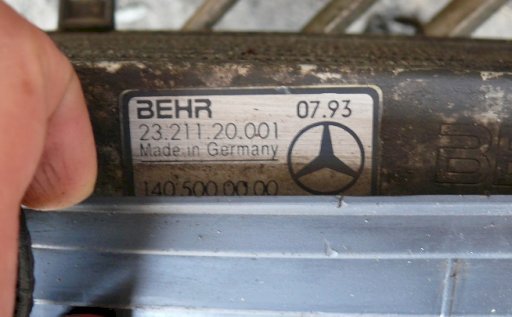 BEHR 07.93
23.211.20.001
Made in Germany
140 500 00 00